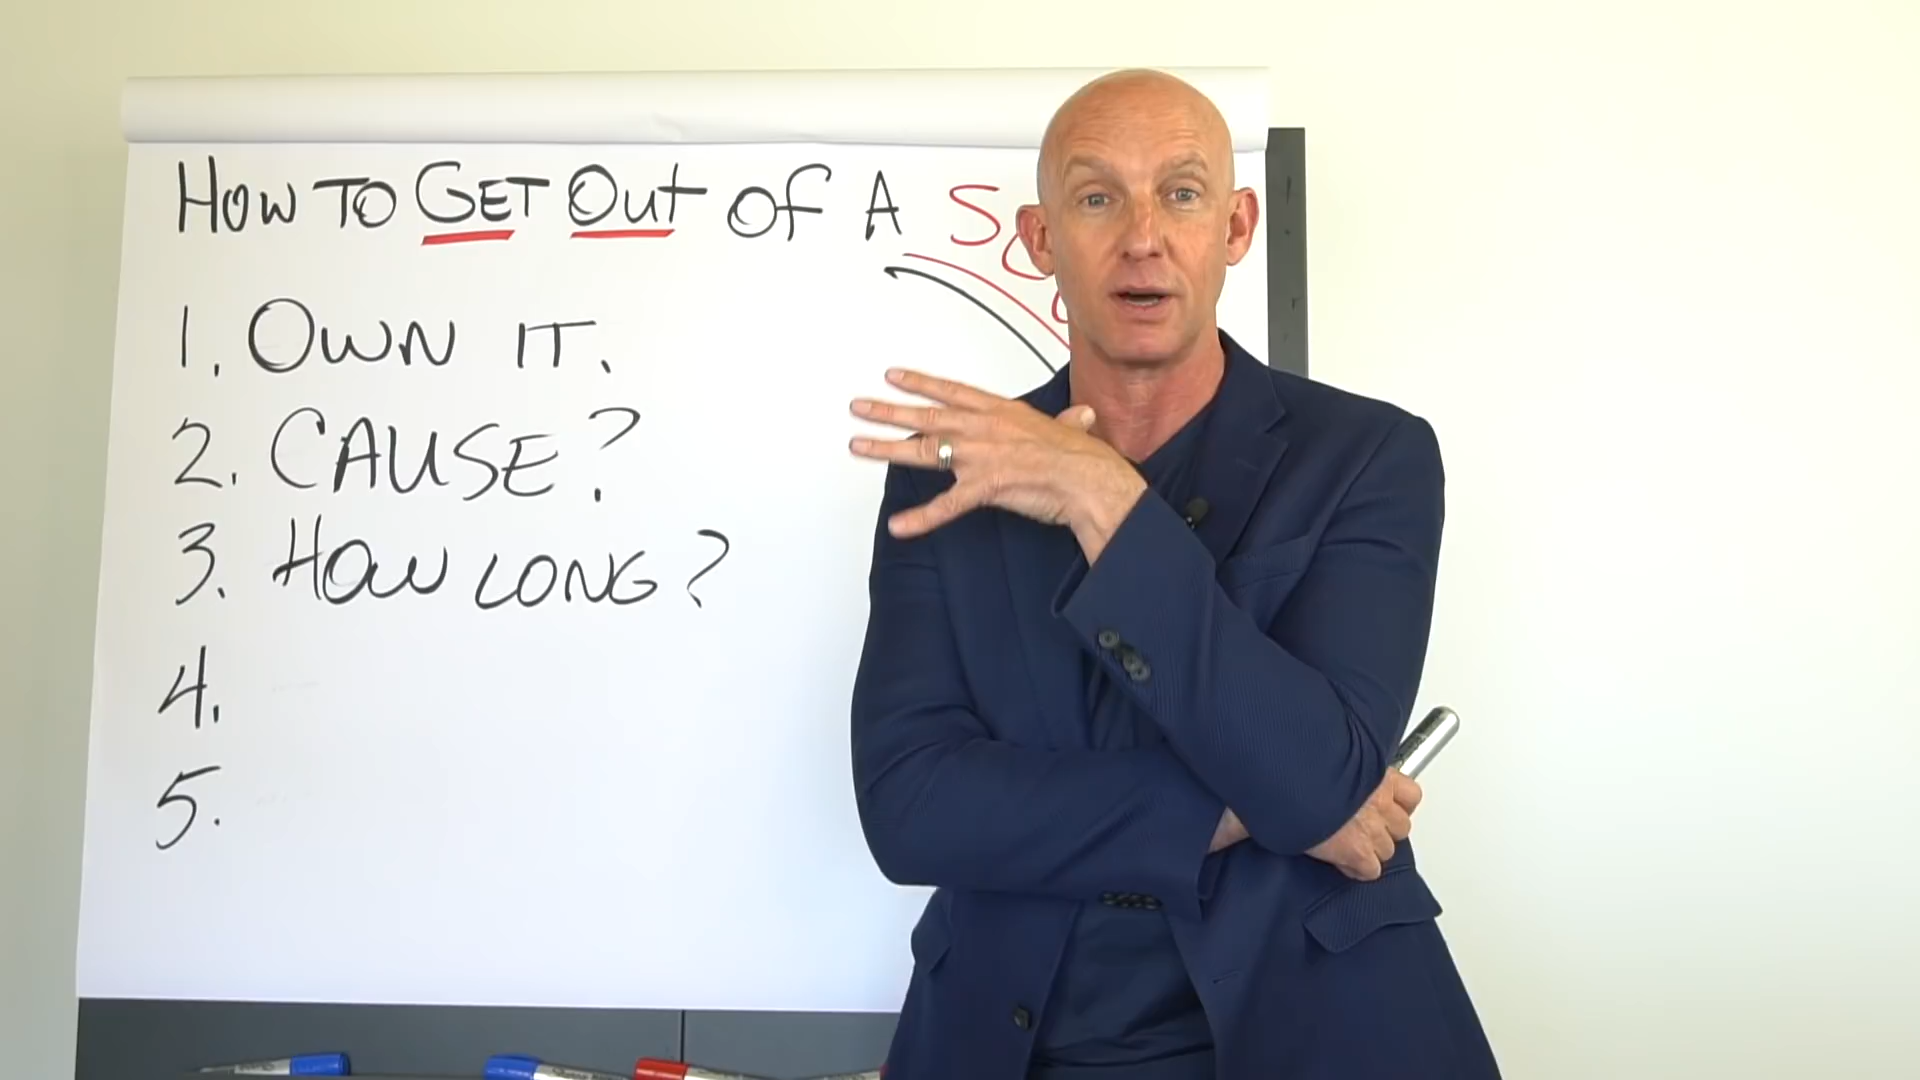 How To Get Out of A S
1. Own It.
2. Cause?
3. How Long?
4.
5.